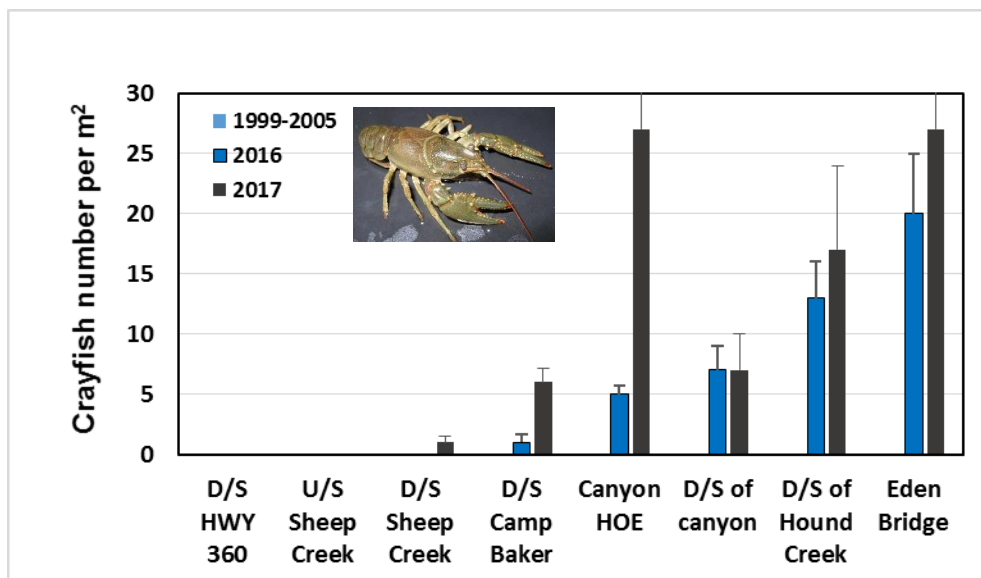 Crayfish number per m²
30
25
20
15
10
5
0
1999-2005
2016
2017
D/S HWY 360
U/S Sheep Creek
D/S Sheep Creek
D/S Camp Baker
Canyon HOE
D/S of canyon
D/S of Hound Creek
Eden Bridge